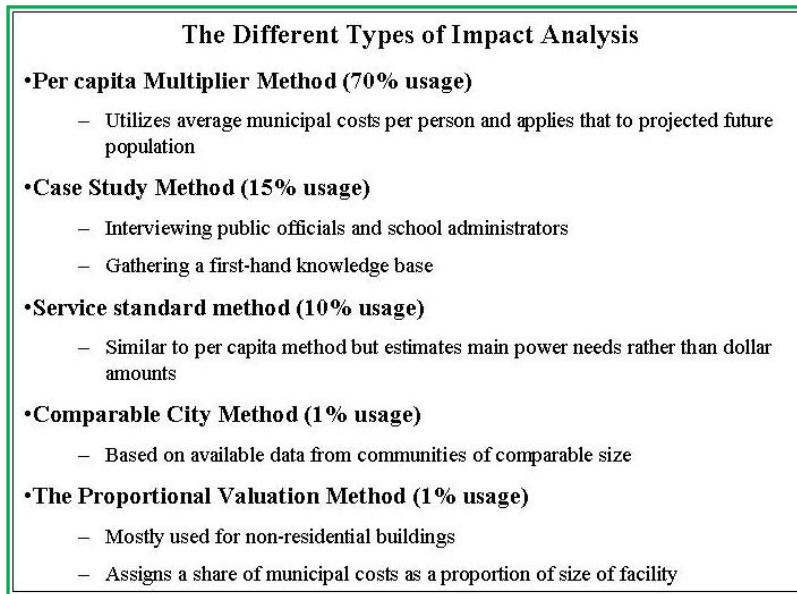 The Different Types of Impact Analysis
•Per capita Multiplier Method (70% usage)
– Utilizes average municipal costs per person and applies that to projected future
population
•Case Study Method (15% usage)
– Interviewing public officials and school administrators
– Gathering a first-hand knowledge base
•Service standard method (10% usage)
– Similar to per capita method but estimates main power needs rather than dollar
amounts
•Comparable City Method (1% usage)
– Based on available data from communities of comparable size
•The Proportional Valuation Method (1% usage)
– Mostly used for non-residential buildings
– Assigns a share of municipal costs as a proportion of size of facility